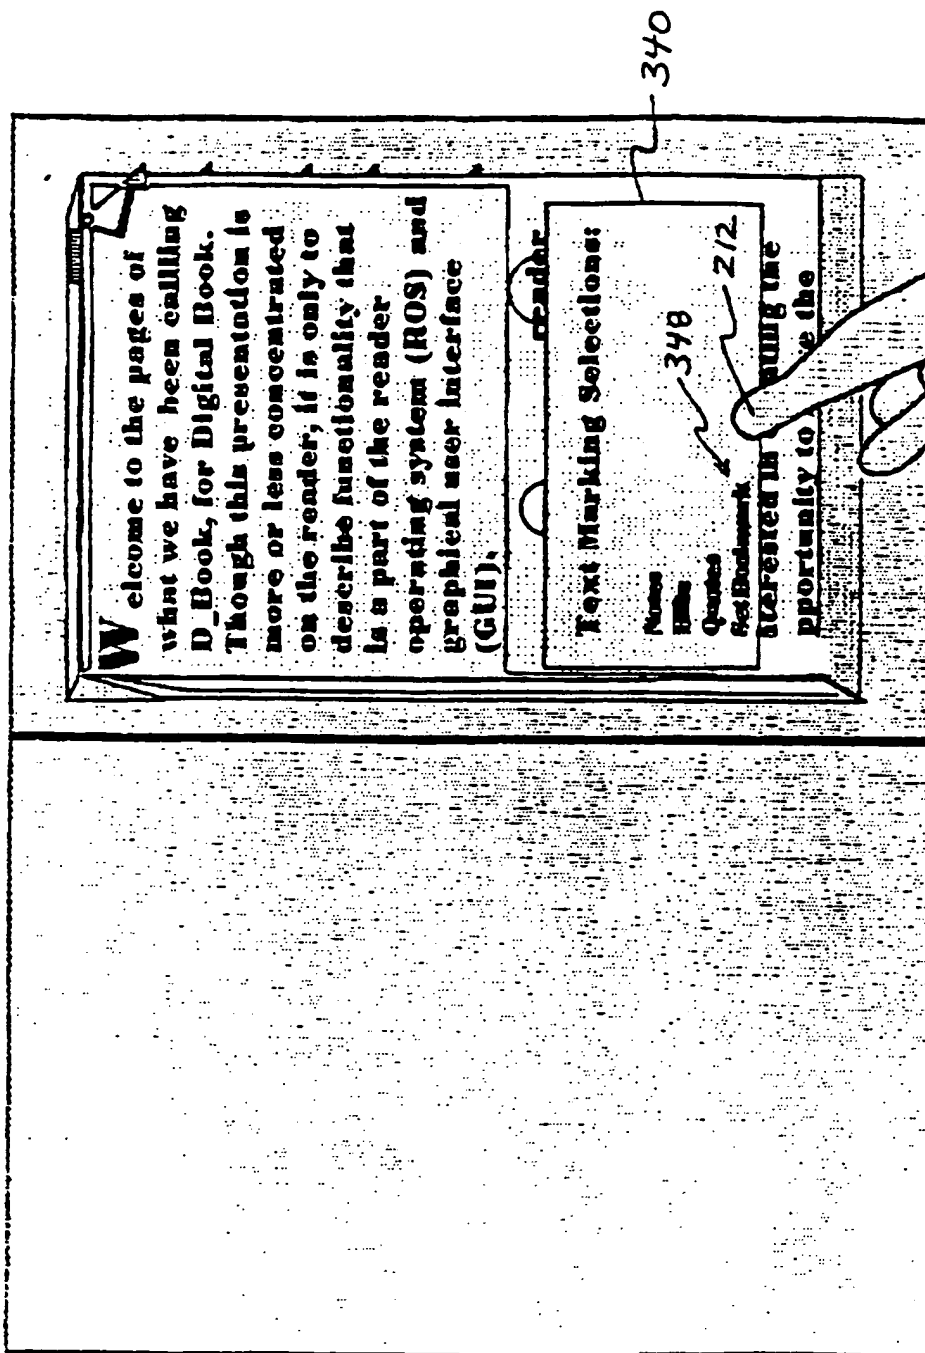 Welcome to the pages of
what we have been calling
D_Book, for Digital Book.
Though this presentation is
more or less concentrated
on the reader, it is only to
describe functionality that
is a part of the reader
operating system (ROS) and
graphical user interface
(GUI).
reader
Text Marking Selections:
Notes
Quotes
Set Bookmark
the
pportunity to the
340
348
212